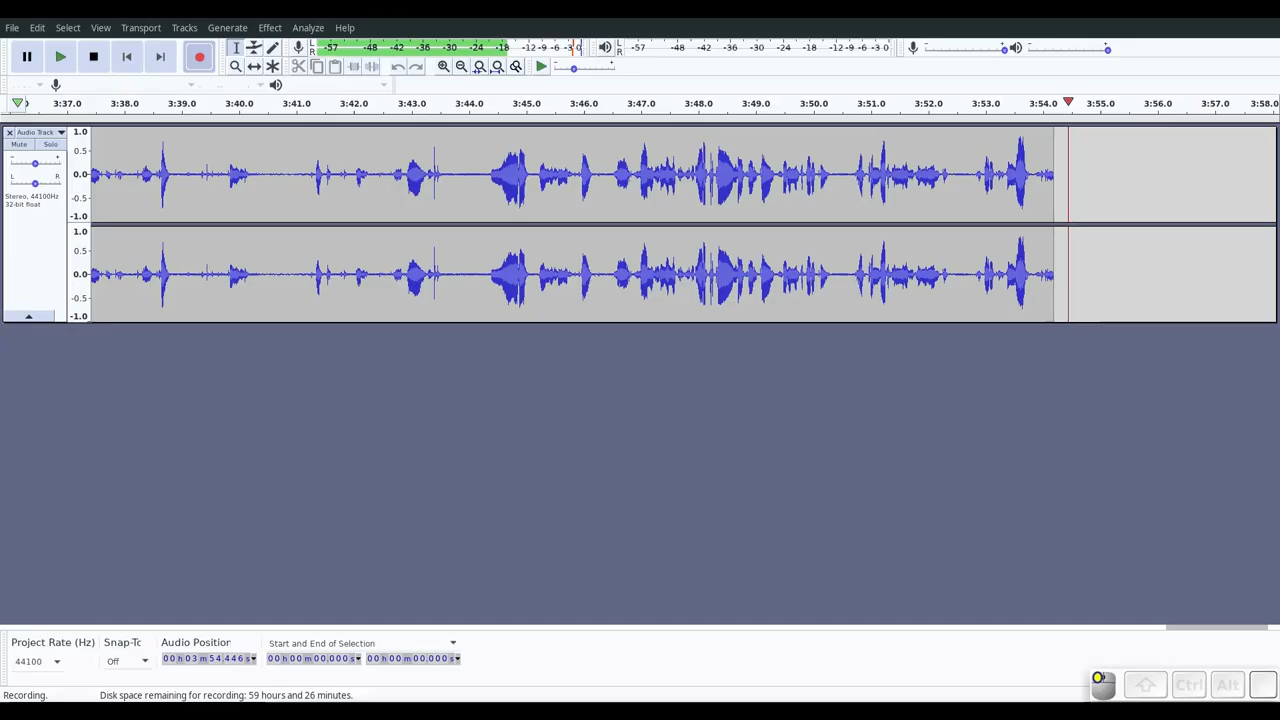 File Edit Select View Transport Tracks Generate Effect Analyze Help
L R -57 -48 -42 -36 -30 -24 -18 -12 -9 -6 -3 0 L R -57 -48 -42 -36 -30 -24 -18 -12 -9 -6 -3 0
3:37.0 3:38.0 3:39.0 3:40.0 3:41.0 3:42.0 3:43.0 3:44.0 3:45.0 3:46.0 3:47.0 3:48.0 3:49.0 3:50.0 3:51.0 3:52.0 3:53.0 3:54.0 3:55.0 3:56.0 3:57.0 3:58.0
Audio Track 1.0
Mute Solo 0.5
- + 0.0
L R -0.5
Stereo, 44100Hz
32-bit float
-1.0
1.0
0.5
0.0
-0.5
-1.0
Project Rate (Hz) Snap-Tc Audio Positior Start and End of Selection
44100 Off 00 h 03 m 54.446 s 00 h 00 m 00.000 s 00 h 00 m 00.000 s
Recording. Disk space remaining for recording: 59 hours and 26 minutes.
Ctrl Alt